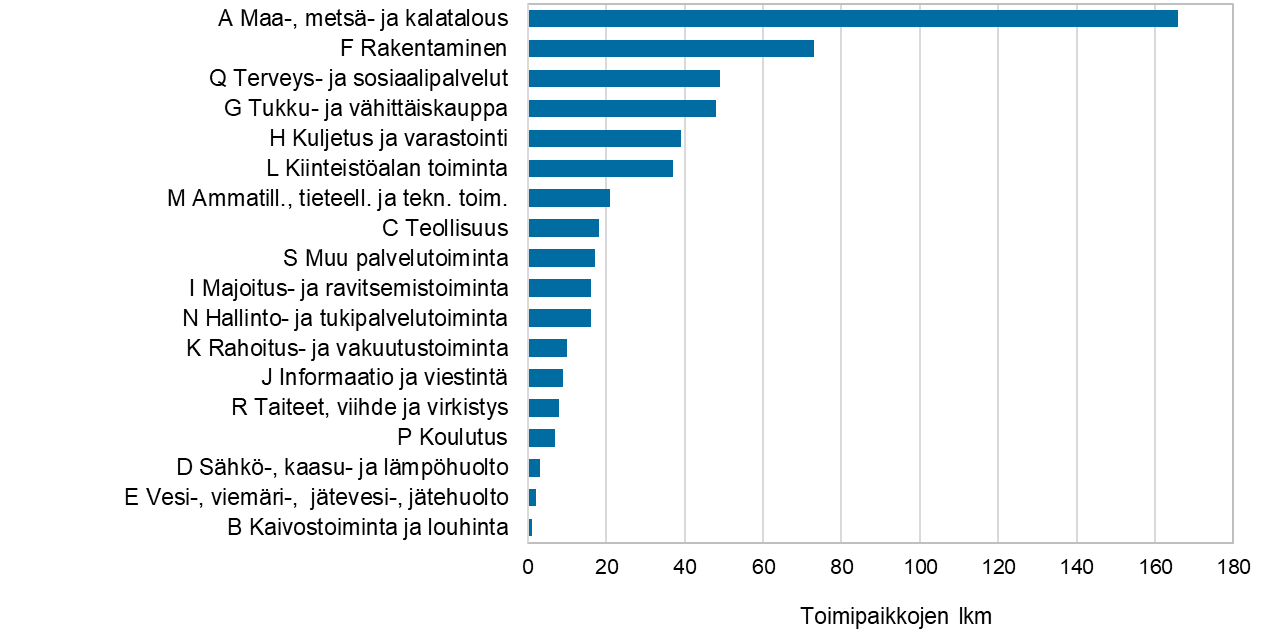 A Maa-, metsä- ja kalatalous
F Rakentaminen
Q Terveys- ja sosiaalipalvelut
G Tukku- ja vähittäiskauppa
H Kuljetus ja varastointi
L Kiinteistöalan toiminta
M Ammatill., tieteell. ja tekn. toim.
C Teollisuus
S Muu palvelutoiminta
I Majoitus- ja ravitsemistoiminta
N Hallinto- ja tukipalvelutoiminta
K Rahoitus- ja vakuutustoiminta
J Informaatio ja viestintä
R Taiteet, viihde ja virkistys
P Koulutus
D Sähkö-, kaasu- ja lämpöhuolto
E Vesi-, viemäri-,  jätevesi-, jätehuolto
B Kaivostoiminta ja louhinta
0 20 40 60 80 100 120 140 160 180
Toimipaikkojen lkm